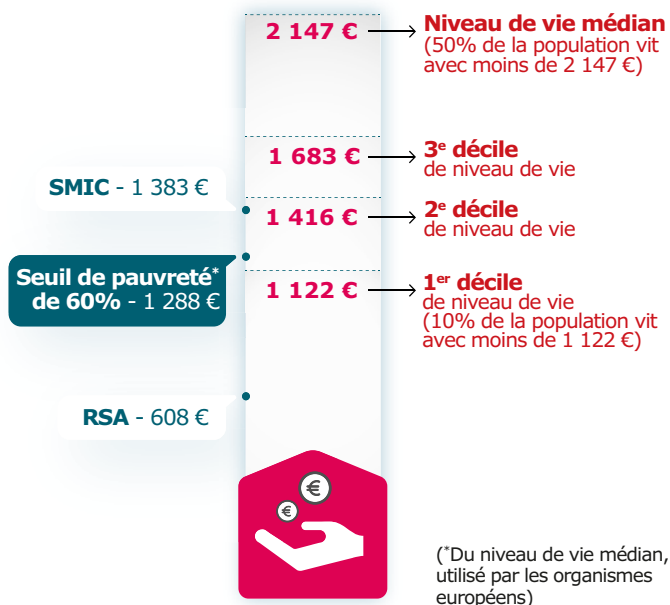 2 147 €
Niveau de vie médian
(50% de la population vit
avec moins de 2 147 €)
1 683 €
3e décile
de niveau de vie
SMIC - 1 383 €
1 416 €
2e décile
de niveau de vie
Seuil de pauvreté*
de 60% - 1 288 €
1 122 €
1er décile
de niveau de vie
(10% de la population vit
avec moins de 1 122 €)
RSA - 608 €
€
€
(*Du niveau de vie médian,
utilisé par les organismes
européens)